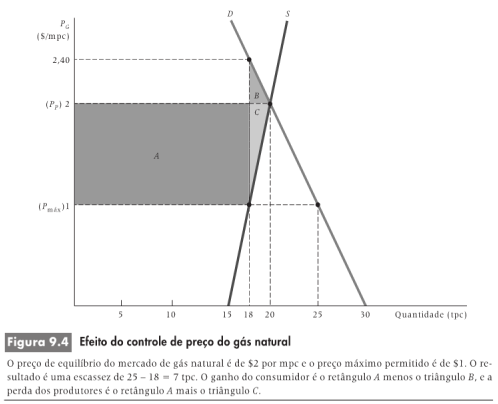 P_G
($/mpc)
D
S
2,40
B
(P_P) 2
C
A
(P_máx)1
5 10 15 18 20 25 30 Quantidade (tpc)
Figura 9.4 Efeito do controle de preço do gás natural
O preço de equilíbrio do mercado de gás natural é de $2 por mpc e o preço máximo permitido é de $1. O re-
sultado é uma escassez de 25 – 18 = 7 tpc. O ganho do consumidor é o retângulo A menos o triângulo B, e a
perda dos produtores é o retângulo A mais o triângulo C.